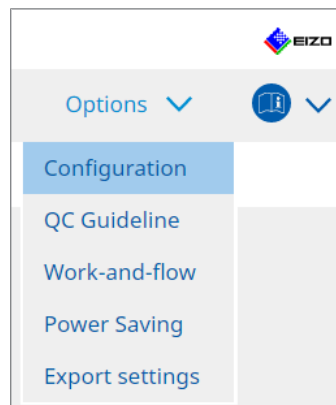 EIZO
Options
Configuration
QC Guideline
Work-and-flow
Power Saving
Export settings